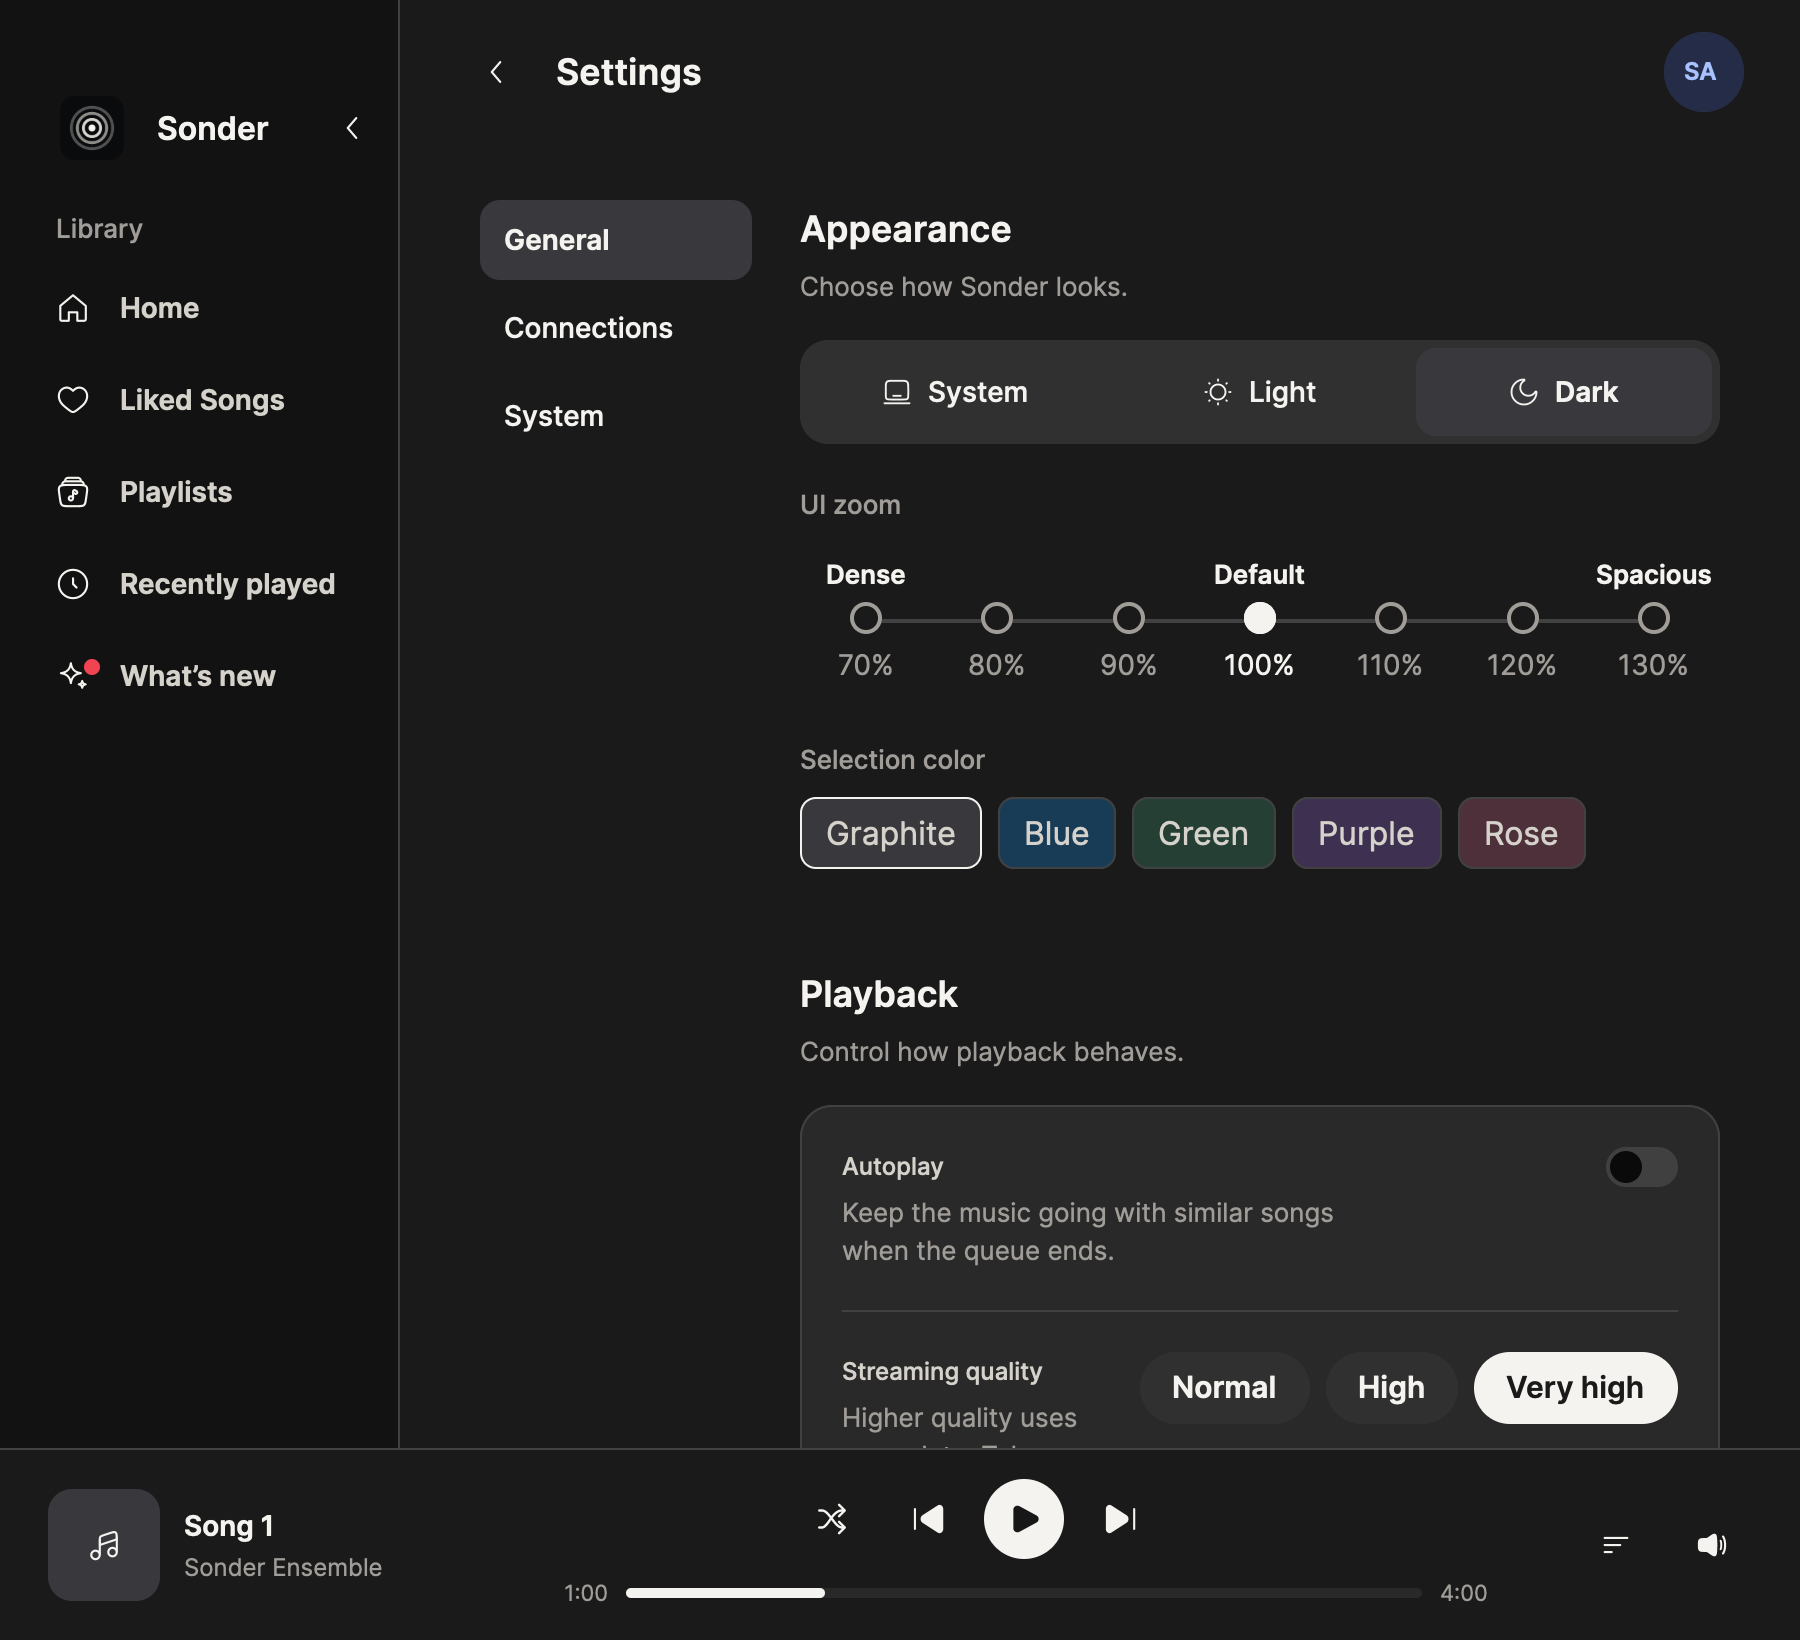 Sonder
Library
Home
Liked Songs
Playlists
Recently played
What’s new
Settings
SA
General
Connections
System
Appearance
Choose how Sonder looks.
System
Light
Dark
UI zoom
Dense
Default
Spacious
70%
80%
90%
100%
110%
120%
130%
Selection color
Graphite
Blue
Green
Purple
Rose
Playback
Control how playback behaves.
Autoplay
Keep the music going with similar songs
when the queue ends.
Streaming quality
Higher quality uses
Normal
High
Very high
Song 1
Sonder Ensemble
1:00
4:00